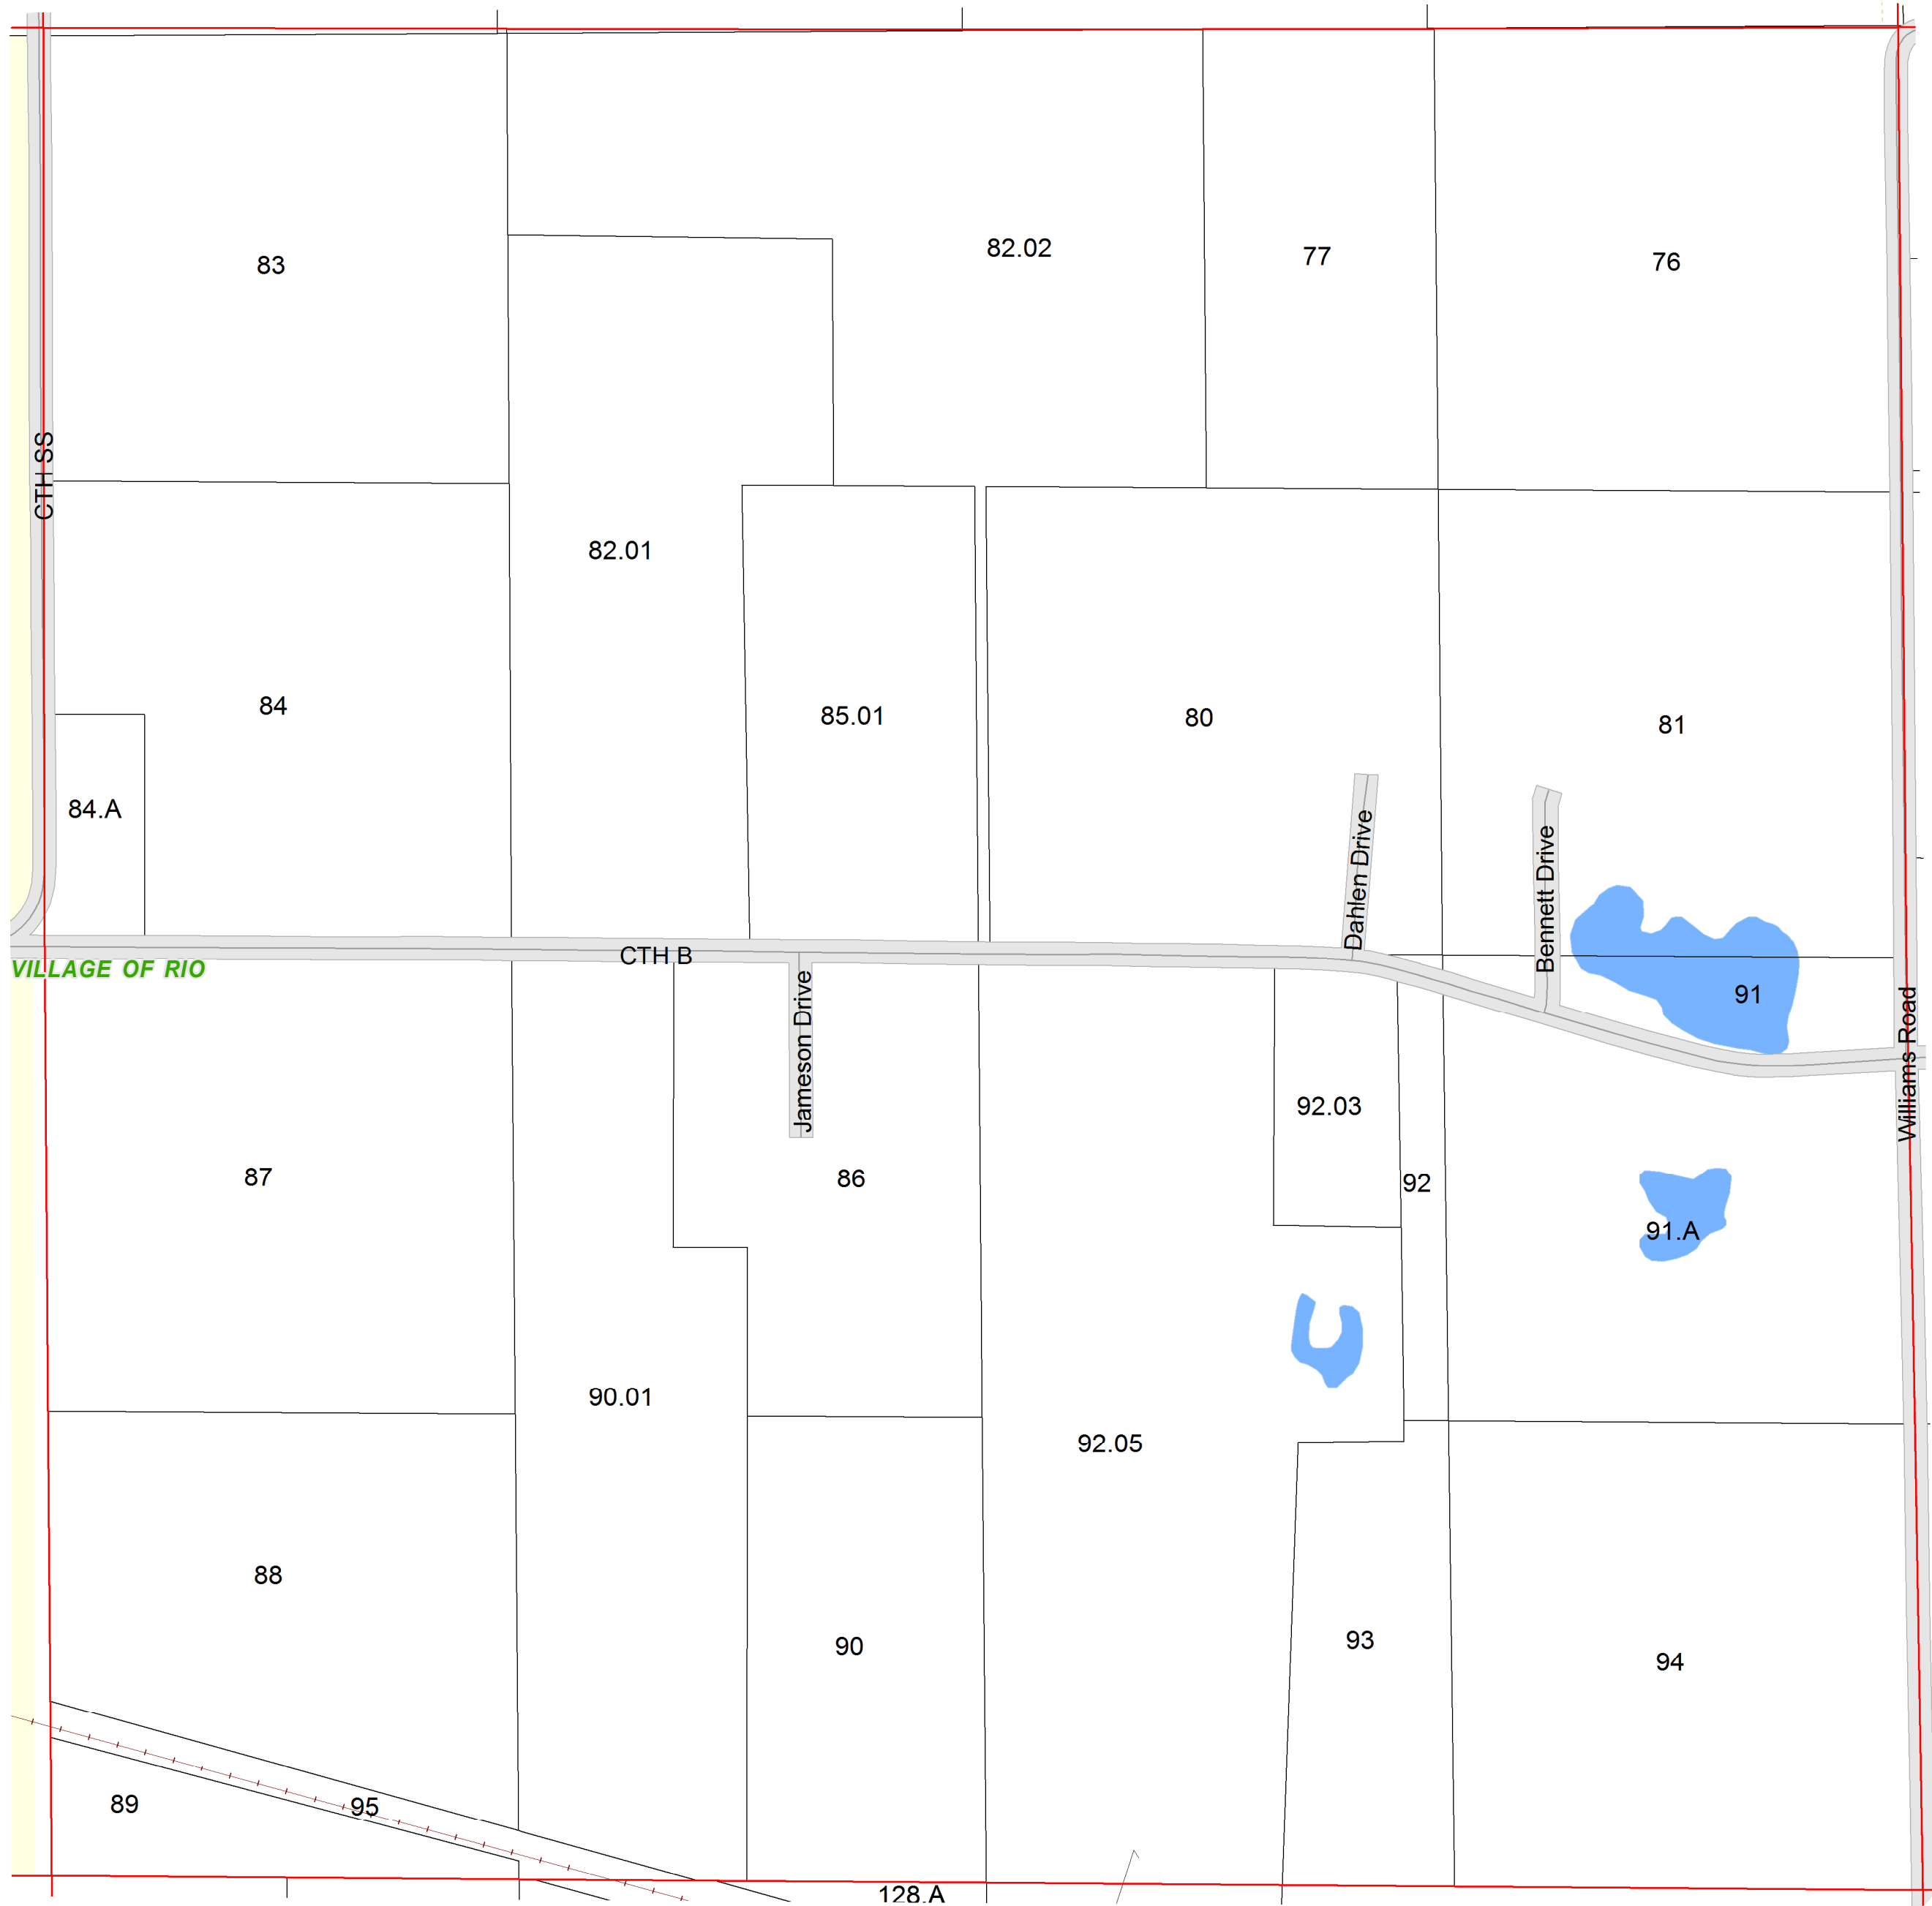 82.02
77
76
83
CTH SS
82.01
84
85.01
80
81
84.A
Dahlen Drive
Bennett Drive
CTH B
VILLAGE OF RIO
91
Jameson Drive
Williams Road
92.03
87
86
92
91.A
90.01
92.05
88
93
90
94
89
95
128.A